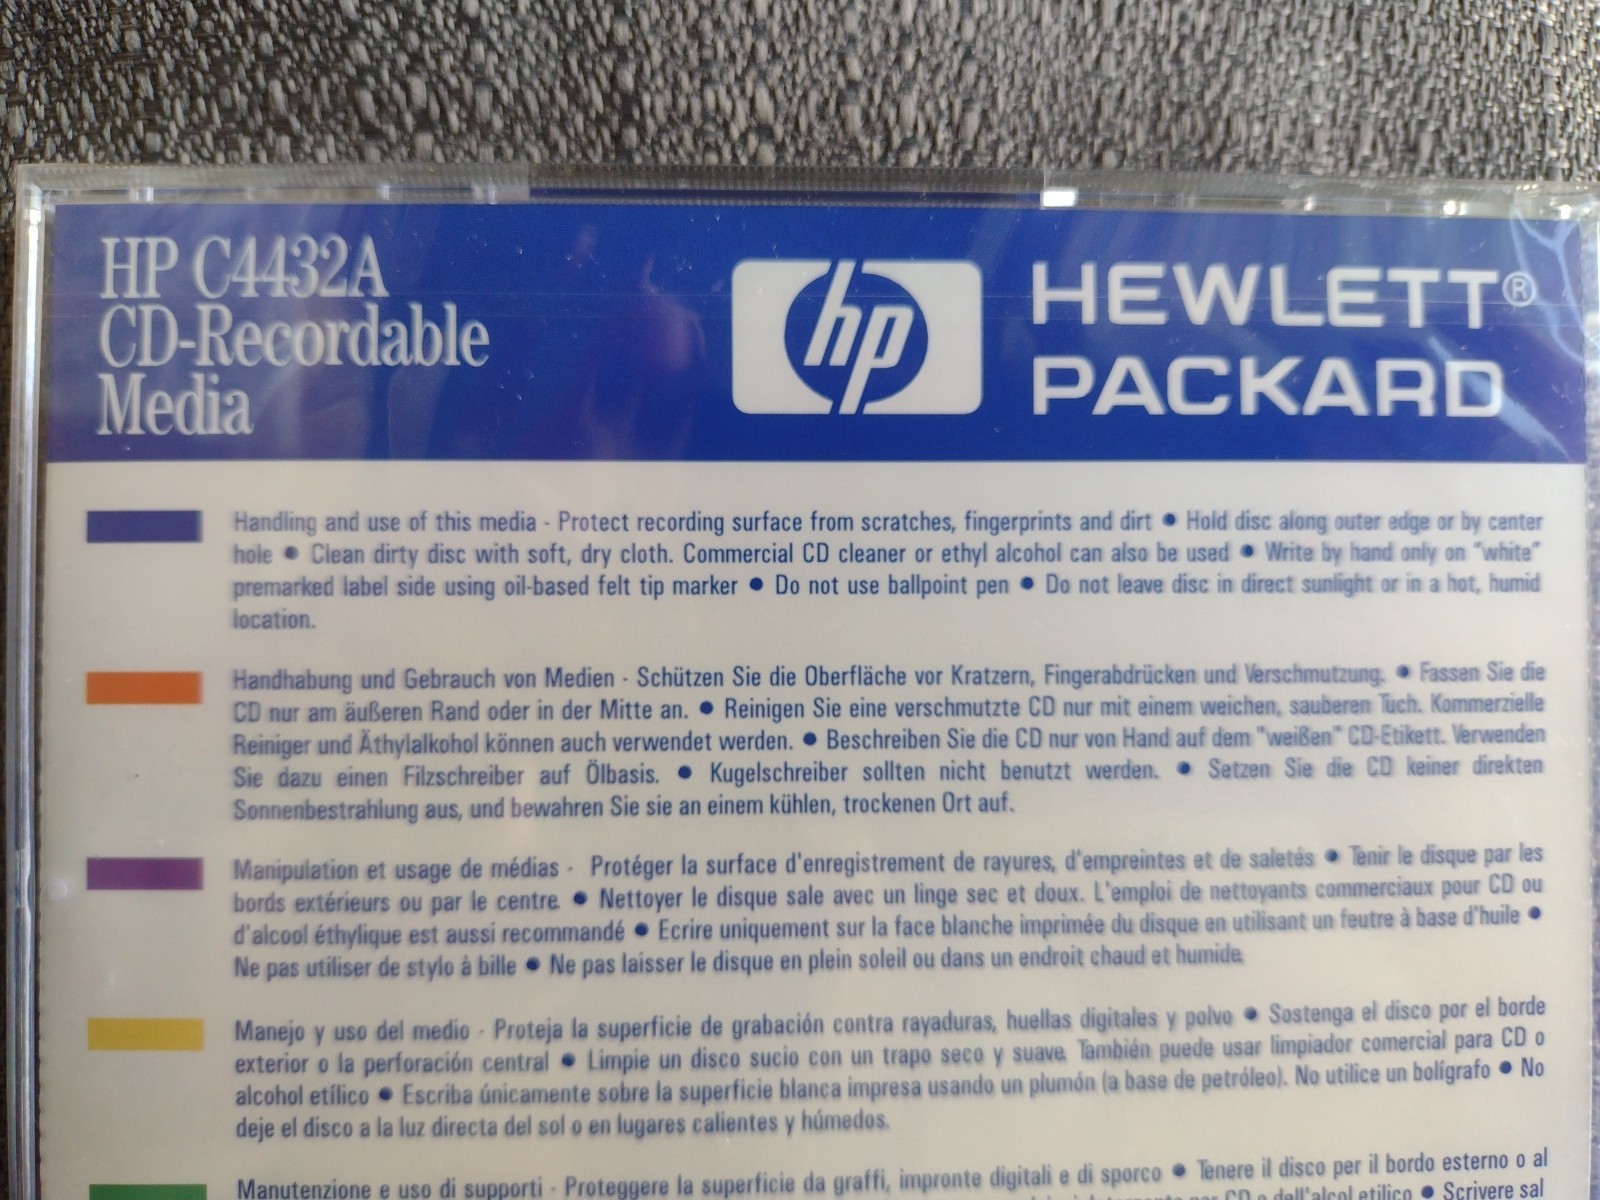 HP C4432A
CD-Recordable
Media
hp
HEWLETT®
PACKARD
Handling and use of this media - Protect recording surface from scratches, fingerprints and dirt ● Hold disc along outer edge or by center
hole ● Clean dirty disc with soft, dry cloth. Commercial CD cleaner or ethyl alcohol can also be used ● Write by hand only on "white"
premarked label side using oil-based felt tip marker ● Do not use ballpoint pen ● Do not leave disc in direct sunlight or in a hot, humid
location.
Handhabung und Gebrauch von Medien - Schützen Sie die Oberfläche vor Kratzern, Fingerabdrücken und Verschmutzung. ● Fassen Sie die
CD nur am äußeren Rand oder in der Mitte an. ● Reinigen Sie eine verschmutzte CD nur mit einem weichen, sauberen Tuch. Kommerzielle
Reiniger und Äthylalkohol können auch verwendet werden. ● Beschreiben Sie die CD nur von Hand auf dem "weißen" CD-Etikett. Verwenden
Sie dazu einen Filzschreiber auf Ölbasis. ● Kugelschreiber sollten nicht benutzt werden. ● Setzen Sie die CD keiner direkten
Sonnenbestrahlung aus, und bewahren Sie sie an einem kühlen, trockenen Ort auf.
Manipulation et usage de médias - Protéger la surface d'enregistrement de rayures, d'empreintes et de saletés ● Tenir le disque par les
bords extérieurs ou par le centre ● Nettoyer le disque sale avec un linge sec et doux. L'emploi de nettoyants commerciaux pour CD ou
d'alcool éthylique est aussi recommandé ● Ecrire uniquement sur la face blanche imprimée du disque en utilisant un feutre à base d'huile ●
Ne pas utiliser de stylo à bille ● Ne pas laisser le disque en plein soleil ou dans un endroit chaud et humide
Manejo y uso del medio - Proteja la superficie de grabación contra rayaduras, huellas digitales y polvo ● Sostenga el disco por el borde
exterior o la perforación central ● Limpie un disco sucio con un trapo seco y suave También puede usar limpiador comercial para CD o
alcohol etílico ● Escriba únicamente sobre la superficie blanca impresa usando un plumón (a base de petróleo). No utilice un bolígrafo ● No
deje el disco a la luz directa del sol o en lugares calientes y húmedos.
Manutenzione e uso di supporti - Proteggere la superficie da graffi, impronte digitali e di sporco ● Tenere il disco per il bordo esterno o al
per CD o dell'alcol etilico ● Scrivere sal